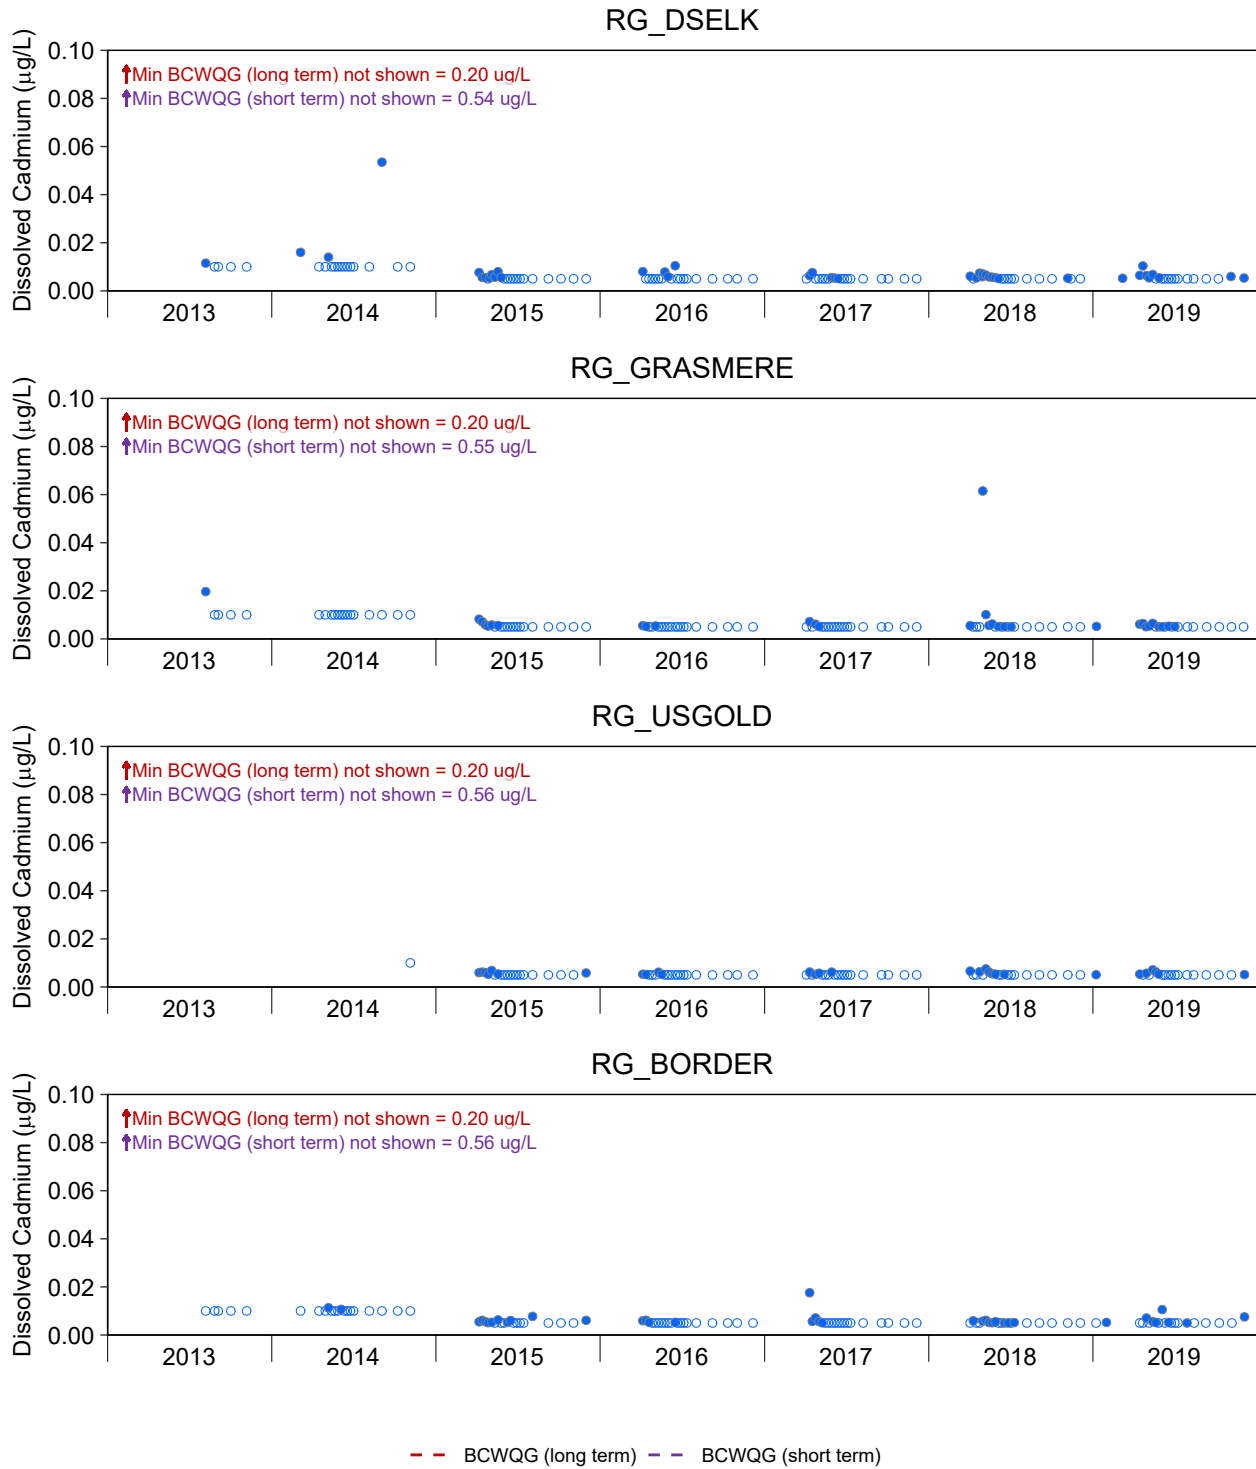 RG_DSELK
Dissolved Cadmium (µg/L)
0.10
0.08
0.06
0.04
0.02
0.00
Min BCWQG (long term) not shown = 0.20 ug/L
Min BCWQG (short term) not shown = 0.54 ug/L
2013 2014 2015 2016 2017 2018 2019
RG_GRASMERE
Dissolved Cadmium (µg/L)
0.10
0.08
0.06
0.04
0.02
0.00
Min BCWQG (long term) not shown = 0.20 ug/L
Min BCWQG (short term) not shown = 0.55 ug/L
2013 2014 2015 2016 2017 2018 2019
RG_USGOLD
Dissolved Cadmium (µg/L)
0.10
0.08
0.06
0.04
0.02
0.00
Min BCWQG (long term) not shown = 0.20 ug/L
Min BCWQG (short term) not shown = 0.56 ug/L
2013 2014 2015 2016 2017 2018 2019
RG_BORDER
Dissolved Cadmium (µg/L)
0.10
0.08
0.06
0.04
0.02
0.00
Min BCWQG (long term) not shown = 0.20 ug/L
Min BCWQG (short term) not shown = 0.56 ug/L
2013 2014 2015 2016 2017 2018 2019
BCWQG (long term) BCWQG (short term)